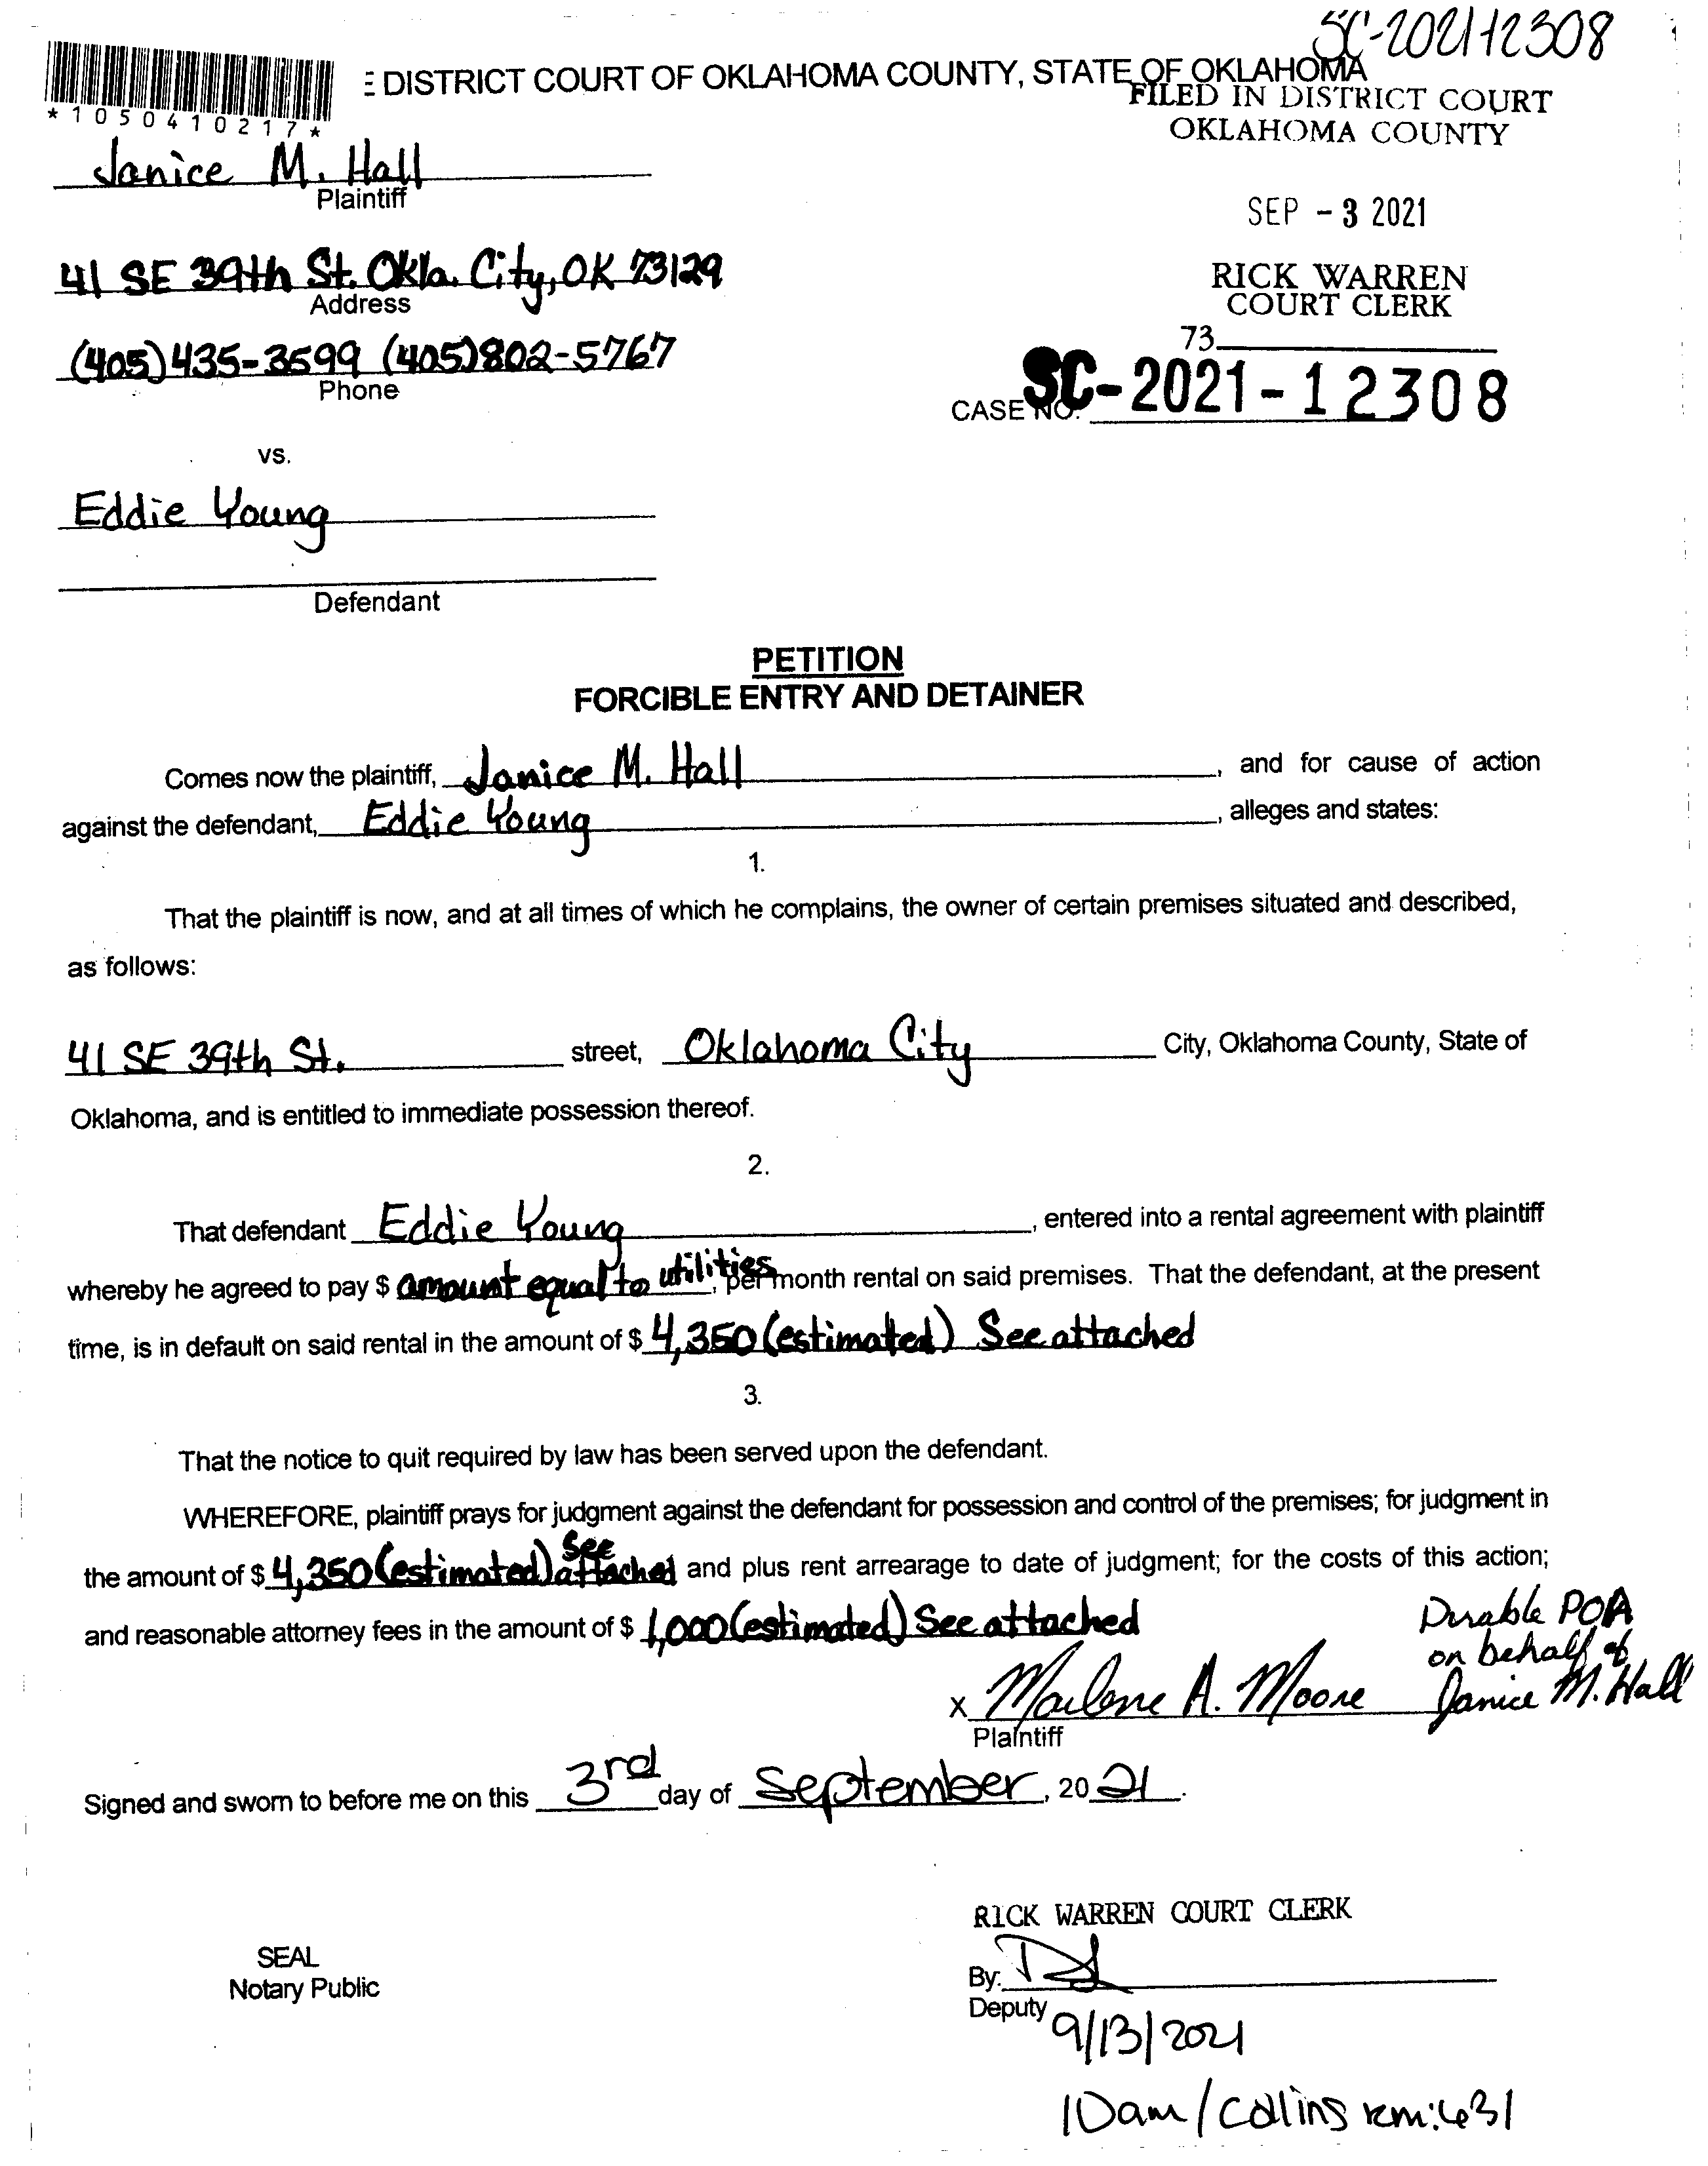 SC-2021-12308
E DISTRICT COURT OF OKLAHOMA COUNTY, STATE OF OKLAHOMA
FILED IN DISTRICT COURT
OKLAHOMA COUNTY
*1050410217*
Janice M. Hall
Plaintiff
SEP - 3 2021
41 SE 39th St. Okla. City, OK 73129
Address
RICK WARREN
COURT CLERK
73
(405) 435-3599 (405) 802-5767
Phone
CASE NO. SC-2021-12308
vs.
Eddie Young
Defendant
PETITION
FORCIBLE ENTRY AND DETAINER
Comes now the plaintiff, Janice M. Hall, and for cause of action
against the defendant, Eddie Young, alleges and states:
1.
That the plaintiff is now, and at all times of which he complains, the owner of certain premises situated and described,
as follows:
41 SE 39th St. street, Oklahoma City City, Oklahoma County, State of
Oklahoma, and is entitled to immediate possession thereof.
2.
That defendant Eddie Young, entered into a rental agreement with plaintiff
whereby he agreed to pay $ amount equal to utilities, per month rental on said premises. That the defendant, at the present
time, is in default on said rental in the amount of $ 4,350 (estimated) See attached
3.
That the notice to quit required by law has been served upon the defendant.
WHEREFORE, plaintiff prays for judgment against the defendant for possession and control of the premises; for judgment in
the amount of $ 4,350 (estimated) See attached and plus rent arrearage to date of judgment; for the costs of this action;
and reasonable attorney fees in the amount of $ 1,000 (estimated) See attached
Durable POA
on behalf of
Janice M. Hall
x Marlene A. Moore
Plaintiff
Signed and sworn to before me on this 3rd day of September, 2021.
RICK WARREN COURT CLERK
SEAL
Notary Public
By:
Deputy
9/13/2021
10am / Collins rm: 631